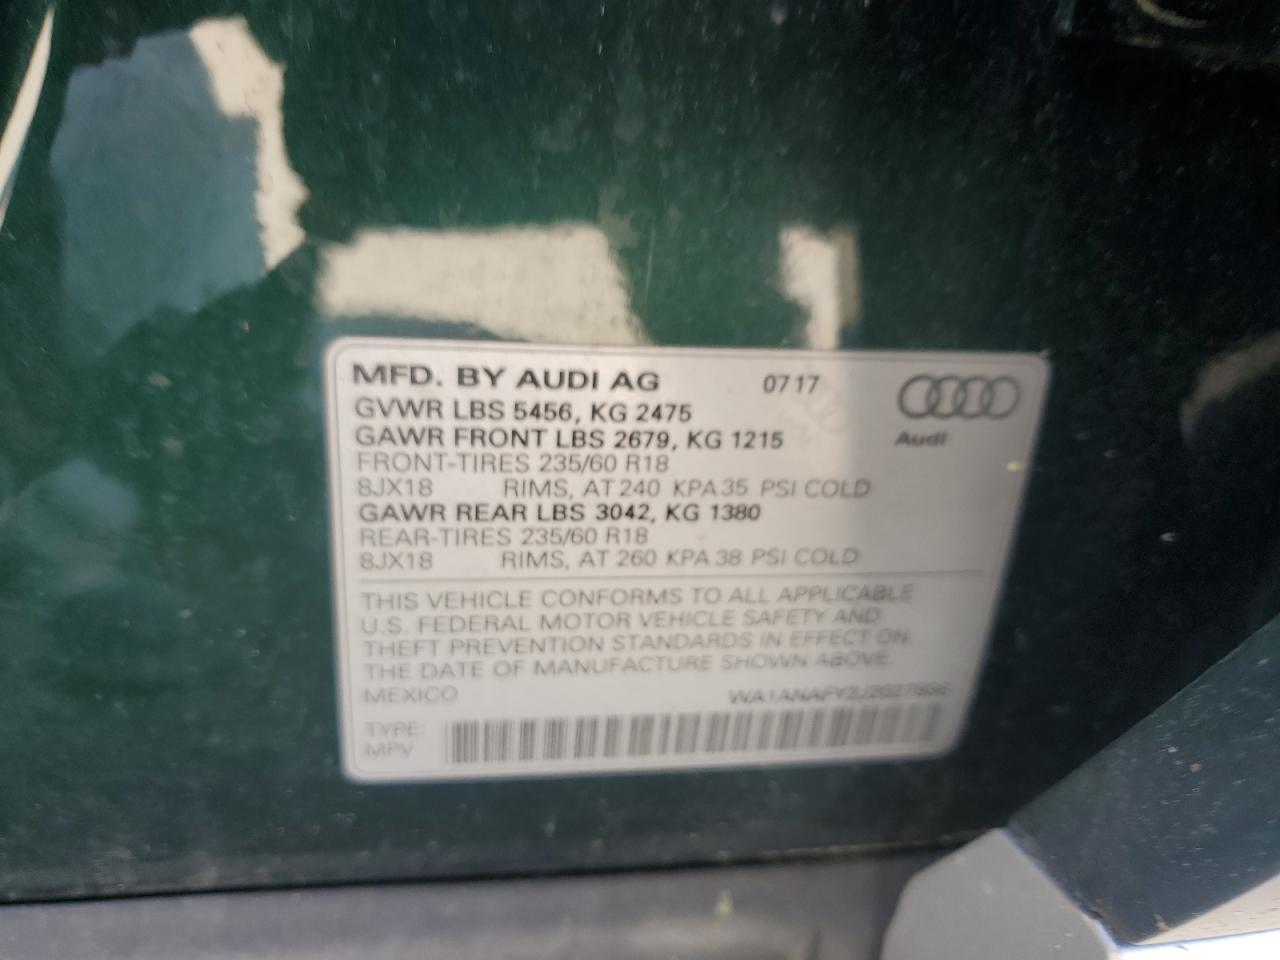 MFD. BY AUDI AG 0717
GVWR LBS 5456, KG 2475
GAWR FRONT LBS 2679, KG 1215 Audi
FRONT-TIRES 235/60 R18
8JX18 RIMS, AT 240 KPA 35 PSI COLD
GAWR REAR LBS 3042, KG 1380
REAR-TIRES 235/60 R18
8JX18 RIMS, AT 260 KPA 38 PSI COLD
THIS VEHICLE CONFORMS TO ALL APPLICABLE
U.S. FEDERAL MOTOR VEHICLE SAFETY AND
THEFT PREVENTION STANDARDS IN EFFECT ON
THE DATE OF MANUFACTURE SHOWN ABOVE.
MEXICO
TYPE:
MPV